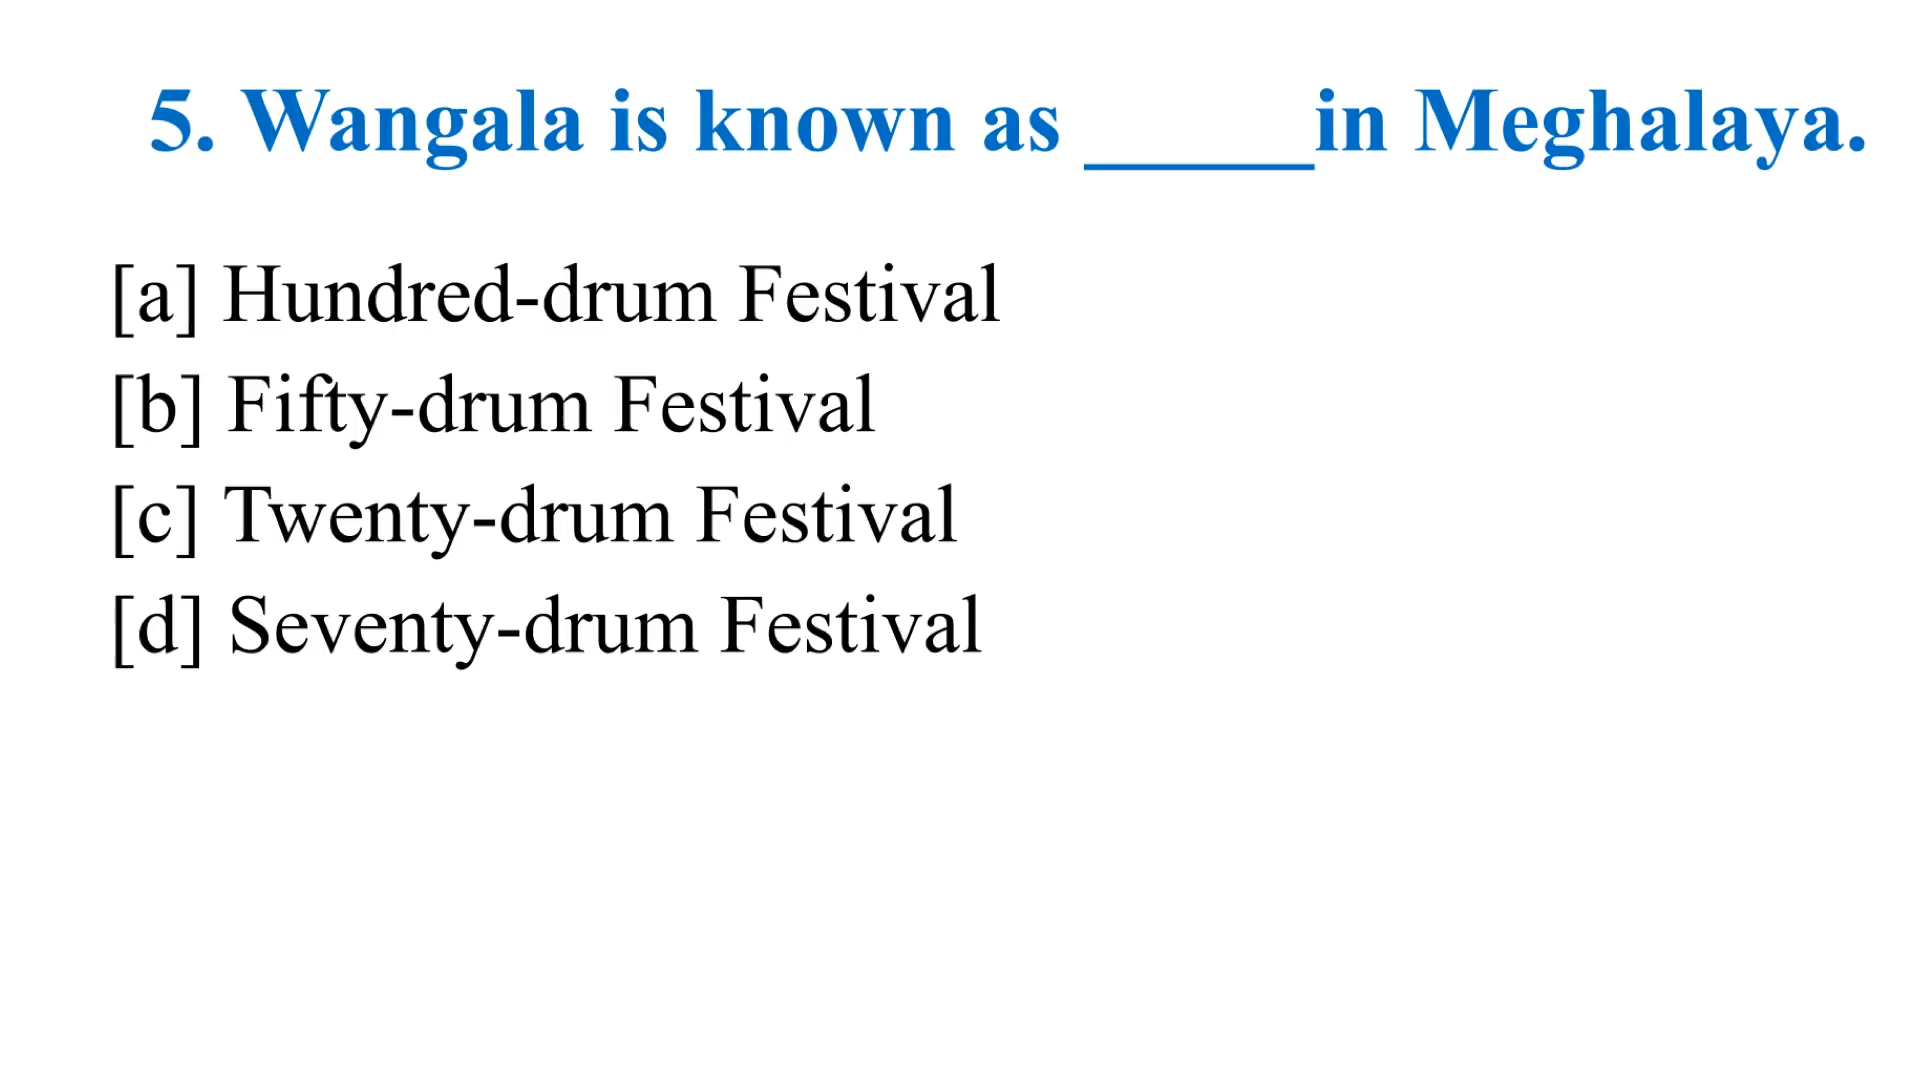 5. Wangala is known as _____in Meghalaya.
[a] Hundred-drum Festival
[b] Fifty-drum Festival
[c] Twenty-drum Festival
[d] Seventy-drum Festival